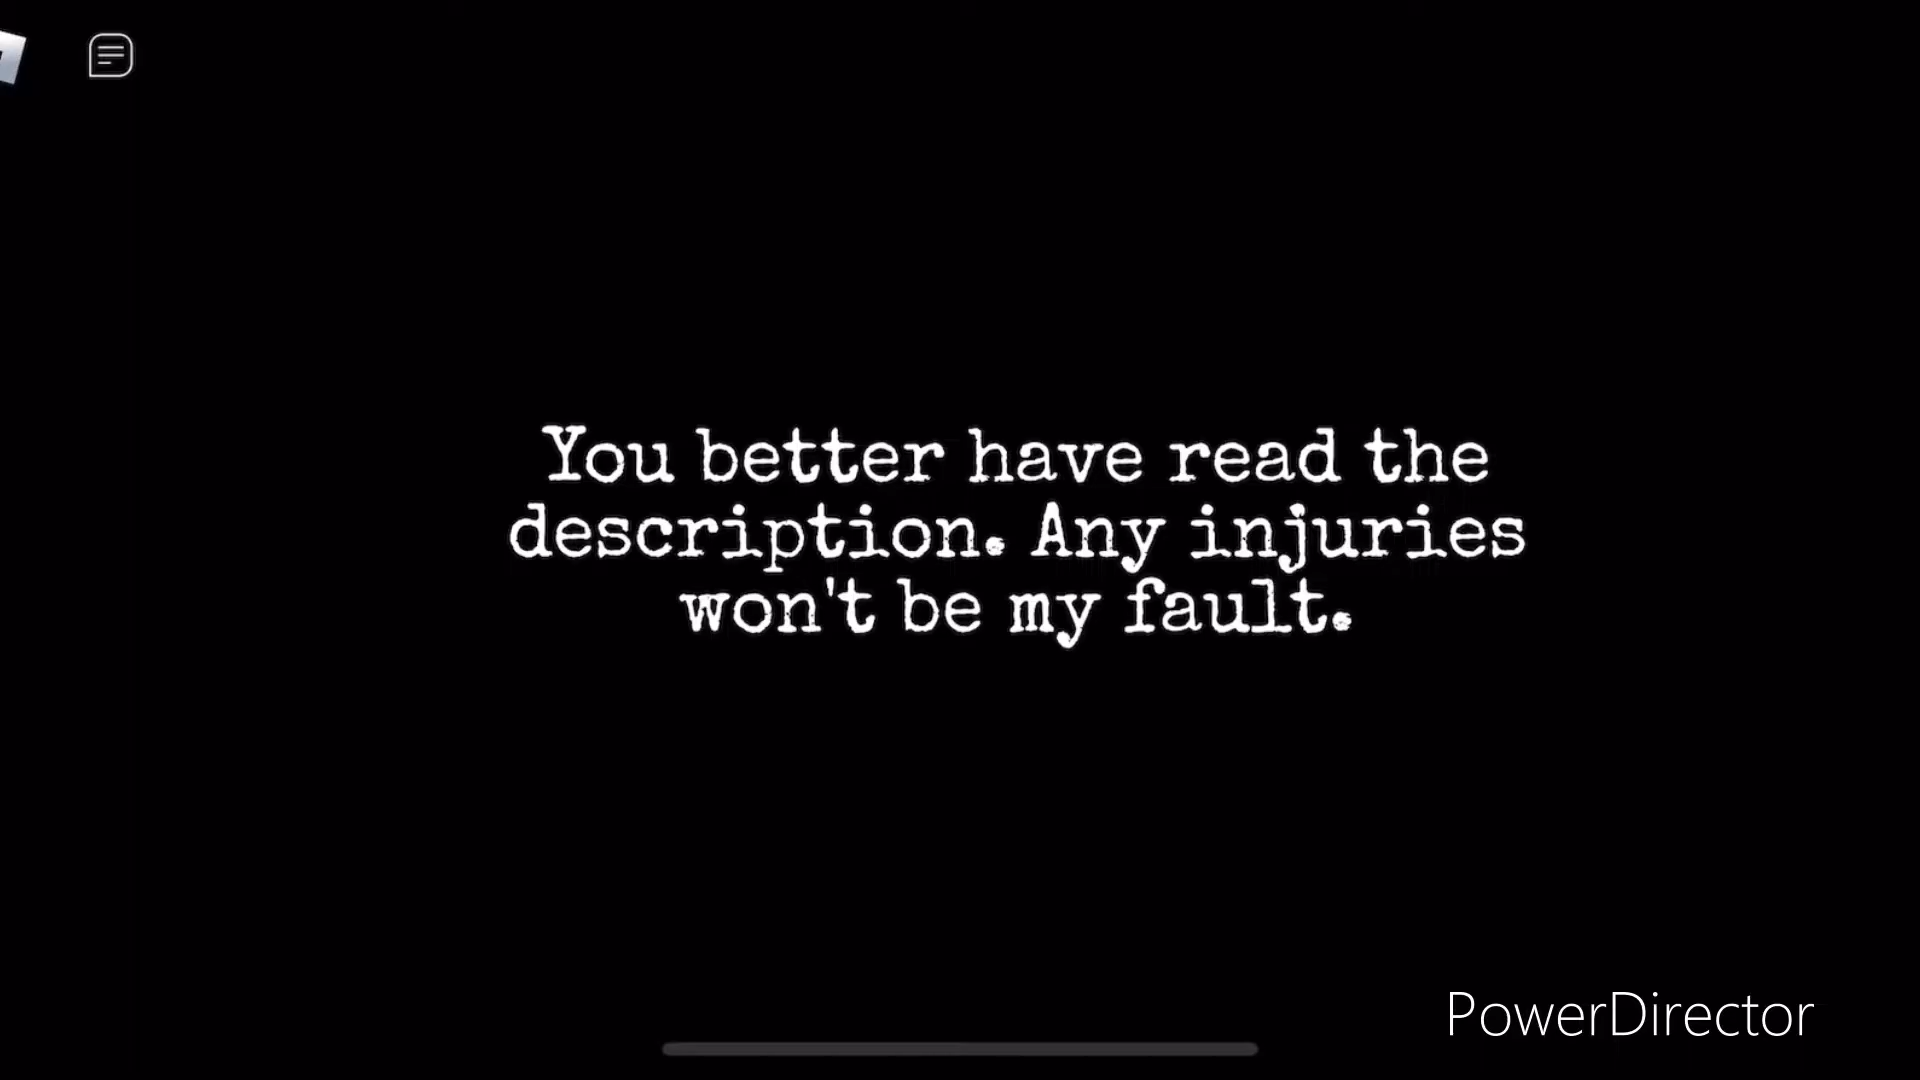 You better have read the
description. Any injuries
won't be my fault.
PowerDirector